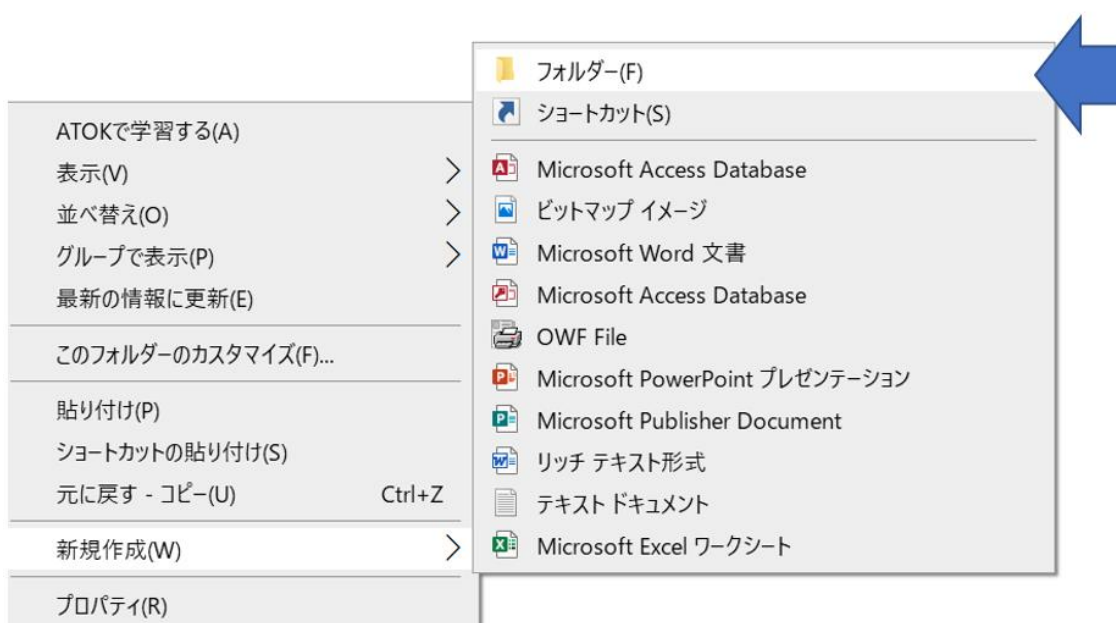 ATOKで学習する(A)
表示(V)
並べ替え(O)
グループで表示(P)
最新の情報に更新(E)
このフォルダーのカスタマイズ(F)...
貼り付け(P)
ショートカットの貼り付け(S)
元に戻す - コピー(U) Ctrl+Z
新規作成(W)
プロパティ(R)
フォルダー(F)
ショートカット(S)
Microsoft Access Database
ビットマップ イメージ
Microsoft Word 文書
Microsoft Access Database
OWF File
Microsoft PowerPoint プレゼンテーション
Microsoft Publisher Document
リッチ テキスト形式
テキスト ドキュメント
Microsoft Excel ワークシート